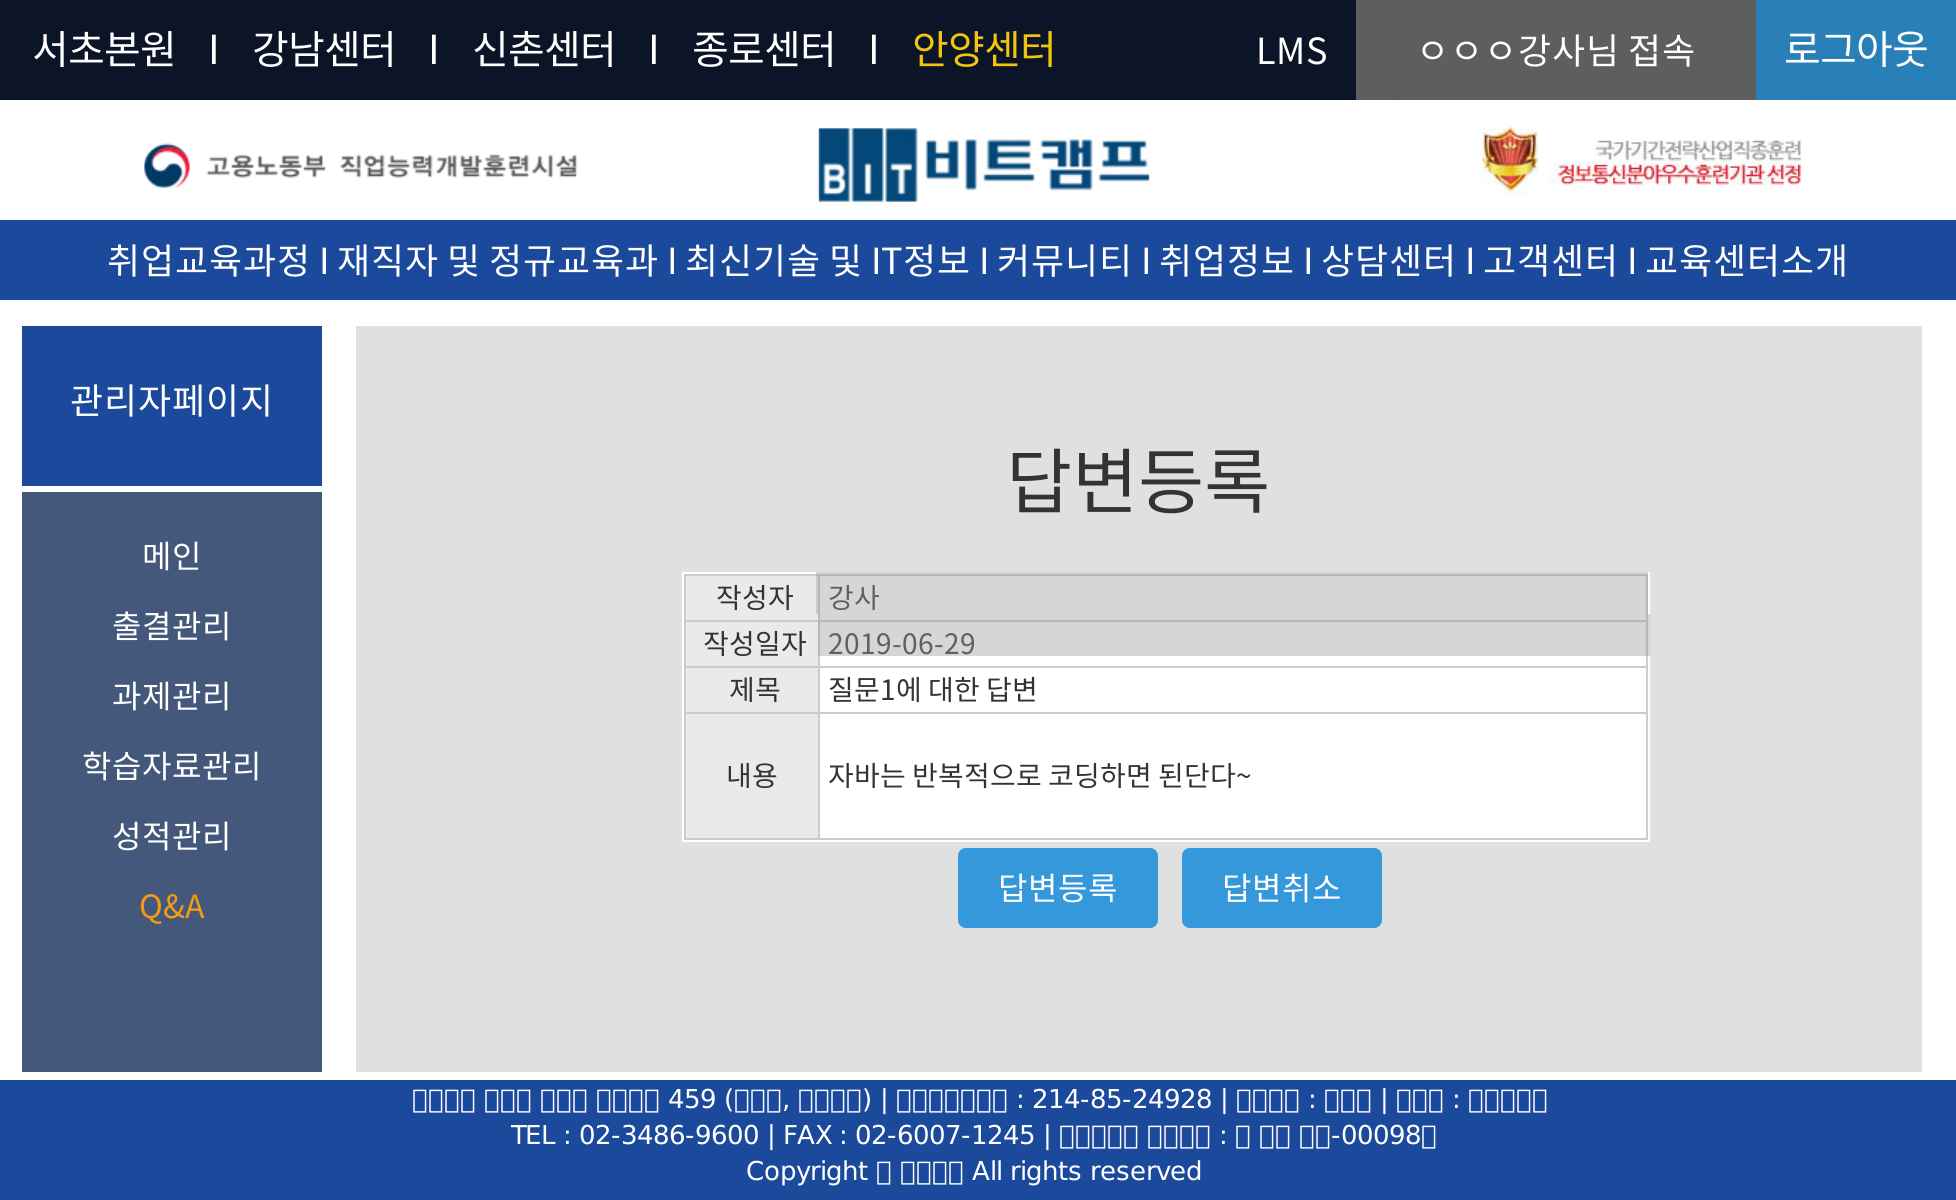 서초본원 I 강남센터 I 신촌센터 I 종로센터 I 안양센터 LMS ㅇㅇㅇ강사님 접속 로그아웃
고용노동부 직업능력개발훈련시설
BIT 비트캠프
국가기간전략산업직종훈련
정보통신분야우수훈련기관 선정
취업교육과정 I 재직자 및 정규교육과 I 최신기술 및 IT정보 I 커뮤니티 I 취업정보 I 상담센터 I 고객센터 I 교육센터소개
관리자페이지
메인
출결관리
과제관리
학습자료관리
성적관리
Q&A
답변등록
작성자 강사
작성일자 2019-06-29
제목 질문1에 대한 답변
내용 자바는 반복적으로 코딩하면 된단다~
답변등록 답변취소
459 ( , ) | : 214-85-24928 | : | :
TEL : 02-3486-9600 | FAX : 02-6007-1245 | : -00098
Copyright All rights reserved